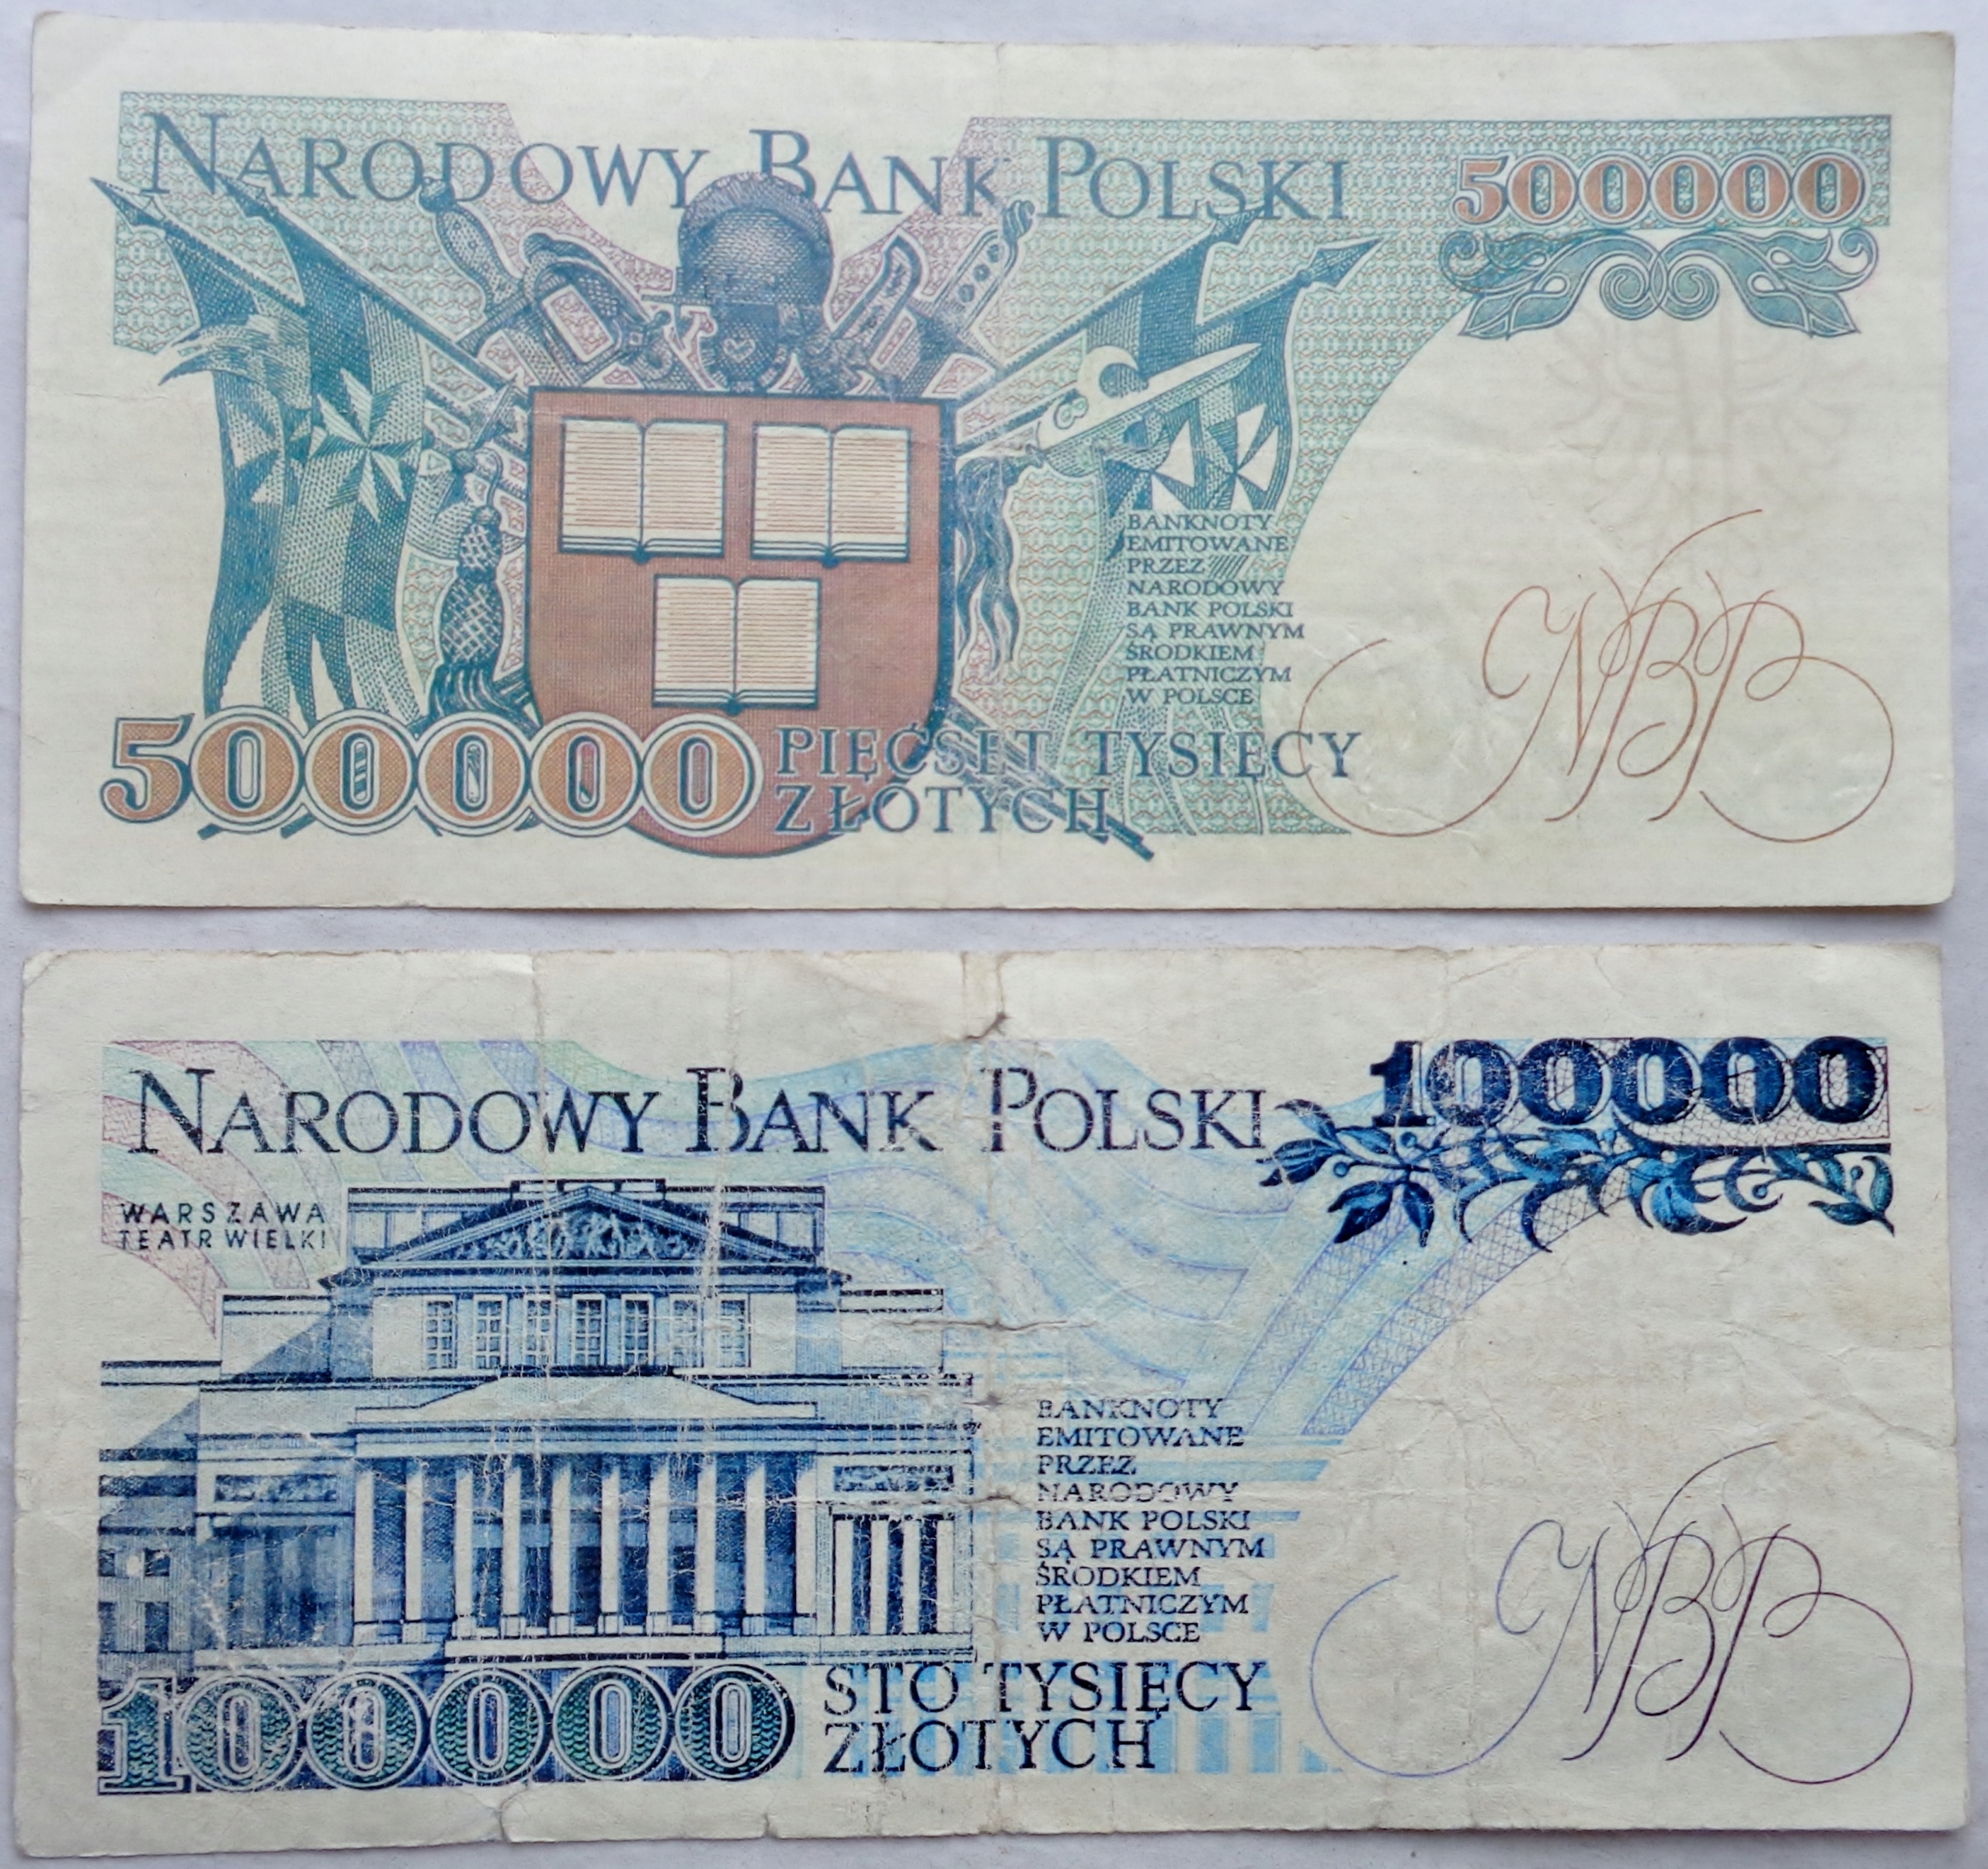 NARODOWY BANK POLSKI
500000
BANKNOTY
EMITOWANE
PRZEZ
NARODOWY
BANK POLSKI
SĄ PRAWNYM
ŚRODKIEM
PŁATNICZYM
W POLSCE
NBP
500000
PIĘĆSET TYSIĘCY
ZŁOTYCH
NARODOWY BANK POLSKI
100000
WARSZAWA
TEATR WIELKI
BANKNOTY
EMITOWANE
PRZEZ
NARODOWY
BANK POLSKI
SĄ PRAWNYM
ŚRODKIEM
PŁATNICZYM
W POLSCE
NBP
100000
STO TYSIĘCY
ZŁOTYCH